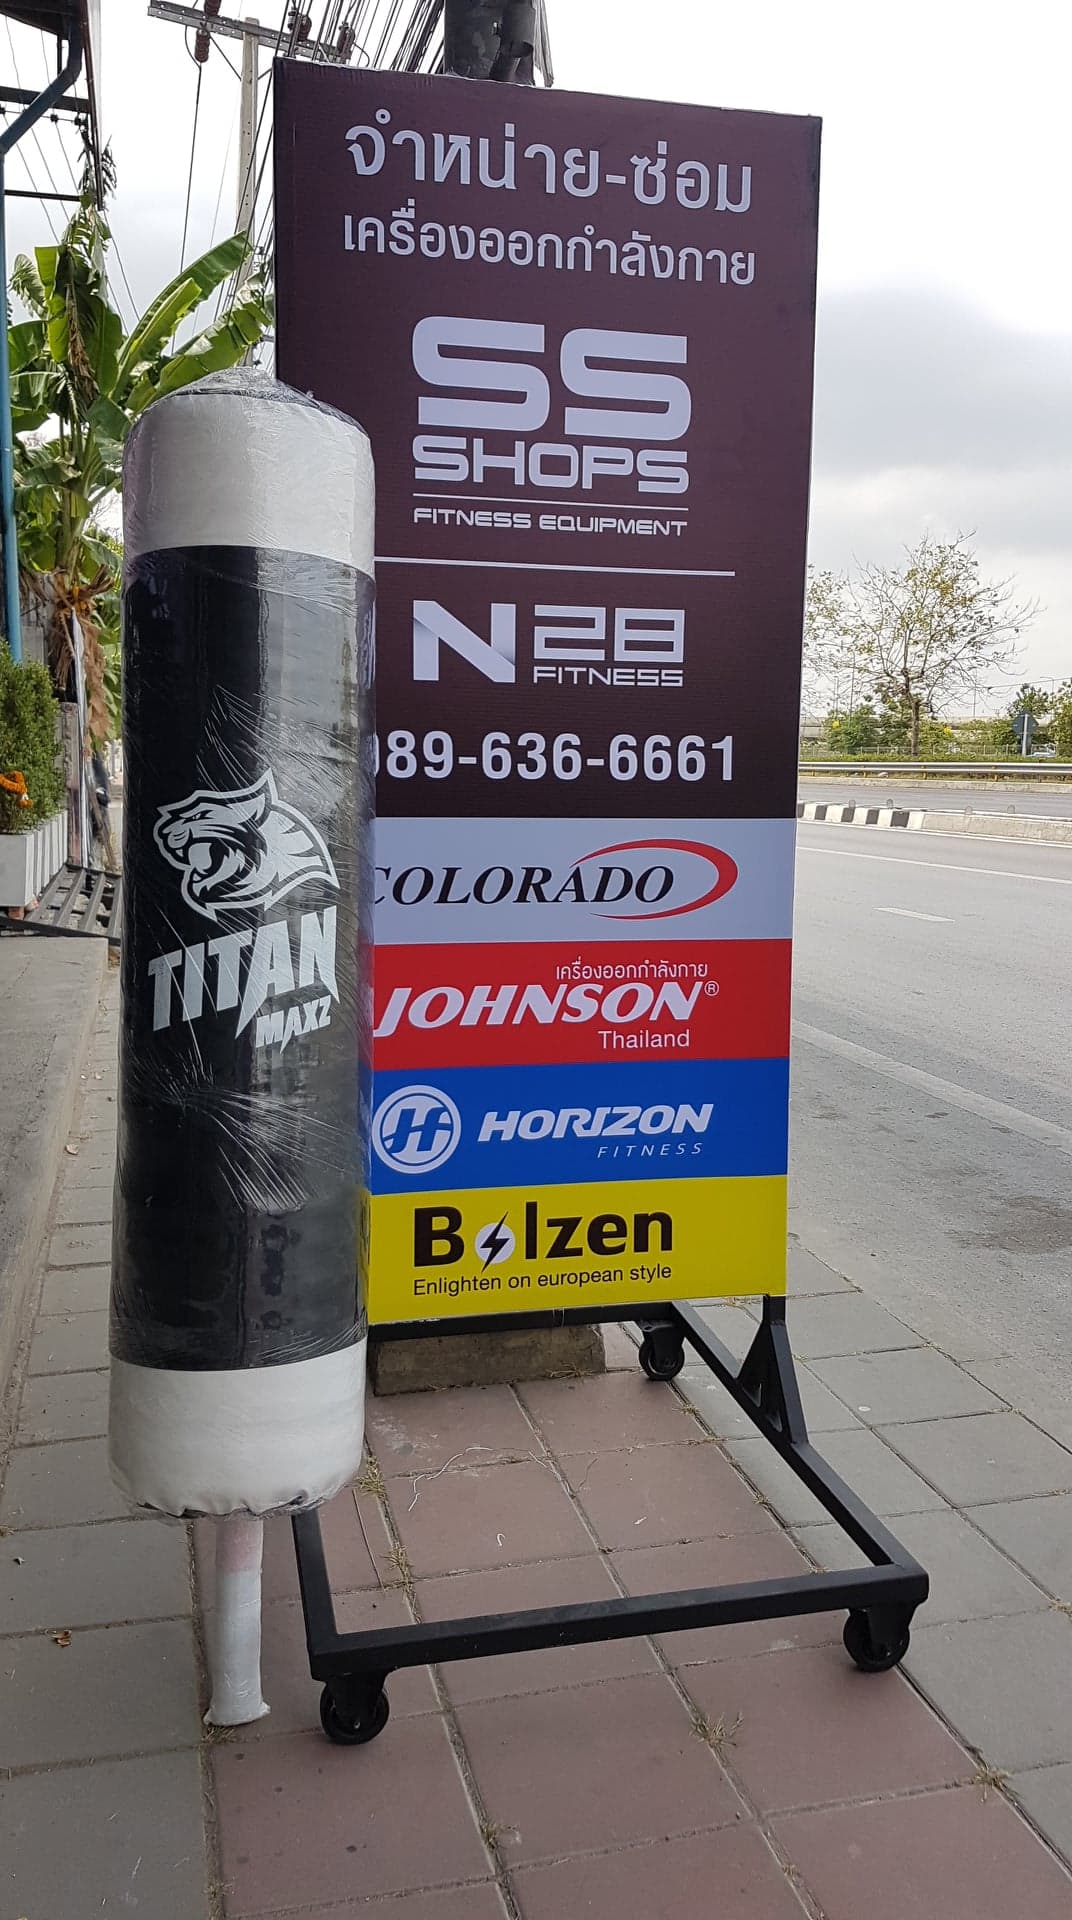 จำหน่าย-ซ่อม
เครื่องออกกำลังกาย
SS
SHOPS
FITNESS EQUIPMENT
N28
FITNESS
089-636-6661
COLORADO
เครื่องออกกำลังกาย
JOHNSON®
Thailand
H HORIZON
FITNESS
Bolzen
Enlighten on european style
TITAN
MAXZ